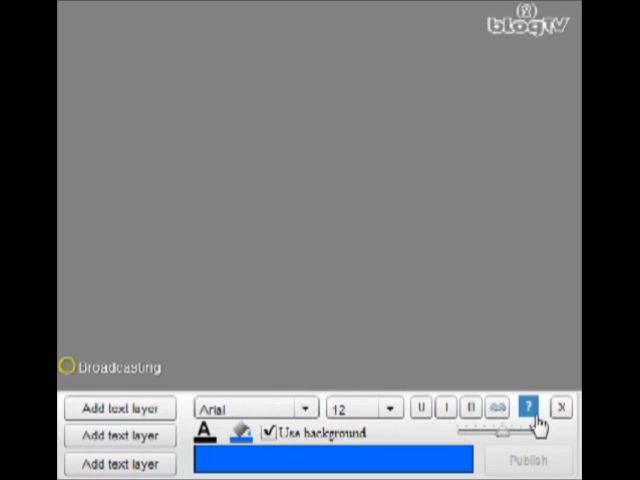 blogTV
Broadcasting
Add text layer
Arial
12
U
I
B
?
X
Add text layer
A
Use background
Add text layer
Publish